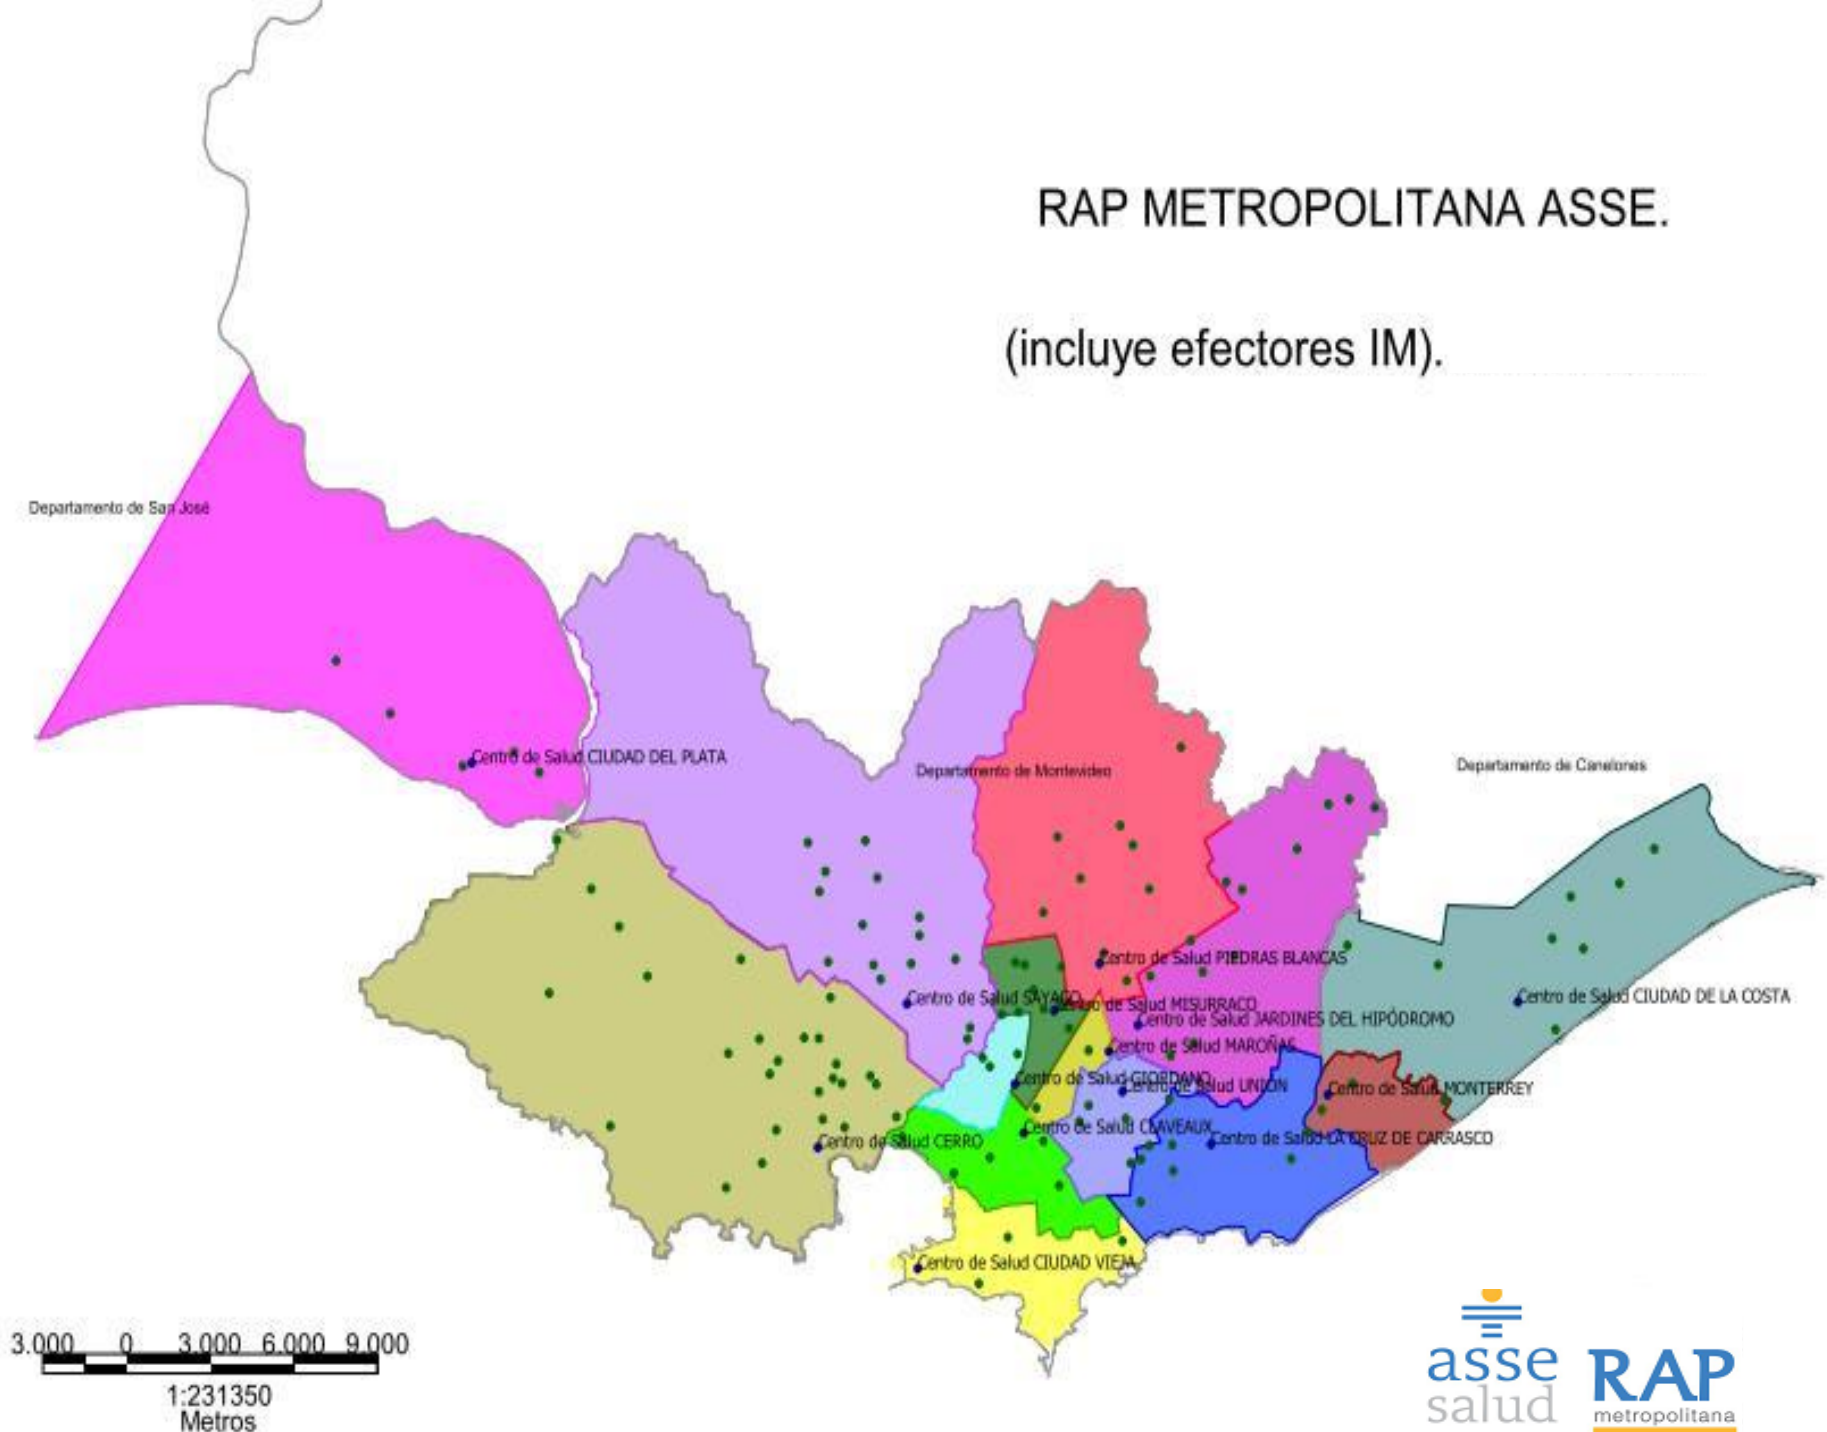 RAP METROPOLITANA ASSE.
(incluye efectores IM).
Departamento de San José
Centro de Salud CIUDAD DEL PLATA
Departamento de Montevideo
Departamento de Canelones
Centro de Salud PIEDRAS BLANCAS
Centro de Salud SAYAGO
Centro de Salud MISURRACO
Centro de Salud CIUDAD DE LA COSTA
Centro de Salud JARDINES DEL HIPÓDROMO
Centro de Salud MAROÑAS
Centro de Salud GIORDANO
Centro de Salud UNION
Centro de Salud MONTERREY
Centro de Salud CLAVEAUX
Centro de Salud CERRO
Centro de Salud LA CRUZ DE CARRASCO
Centro de Salud CIUDAD VIEJA
3.000 0 3.000 6.000 9.000
1:231350
Metros
asse
salud
RAP
metropolitana